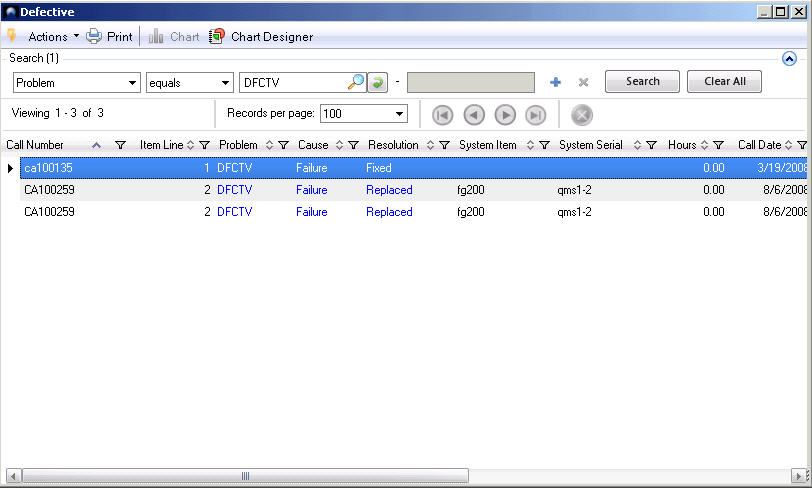 Defective
Actions Print Chart Chart Designer
Search (1)
Problem equals DFCTV - Search Clear All
Viewing 1 - 3 of 3 Records per page: 100
Call Number Item Line Problem Cause Resolution System Item System Serial Hours Call Date
ca100135 1 DFCTV Failure Fixed 0.00 3/19/2008
CA100259 2 DFCTV Failure Replaced fg200 qms1-2 0.00 8/6/2008
CA100259 2 DFCTV Failure Replaced fg200 qms1-2 0.00 8/6/2008